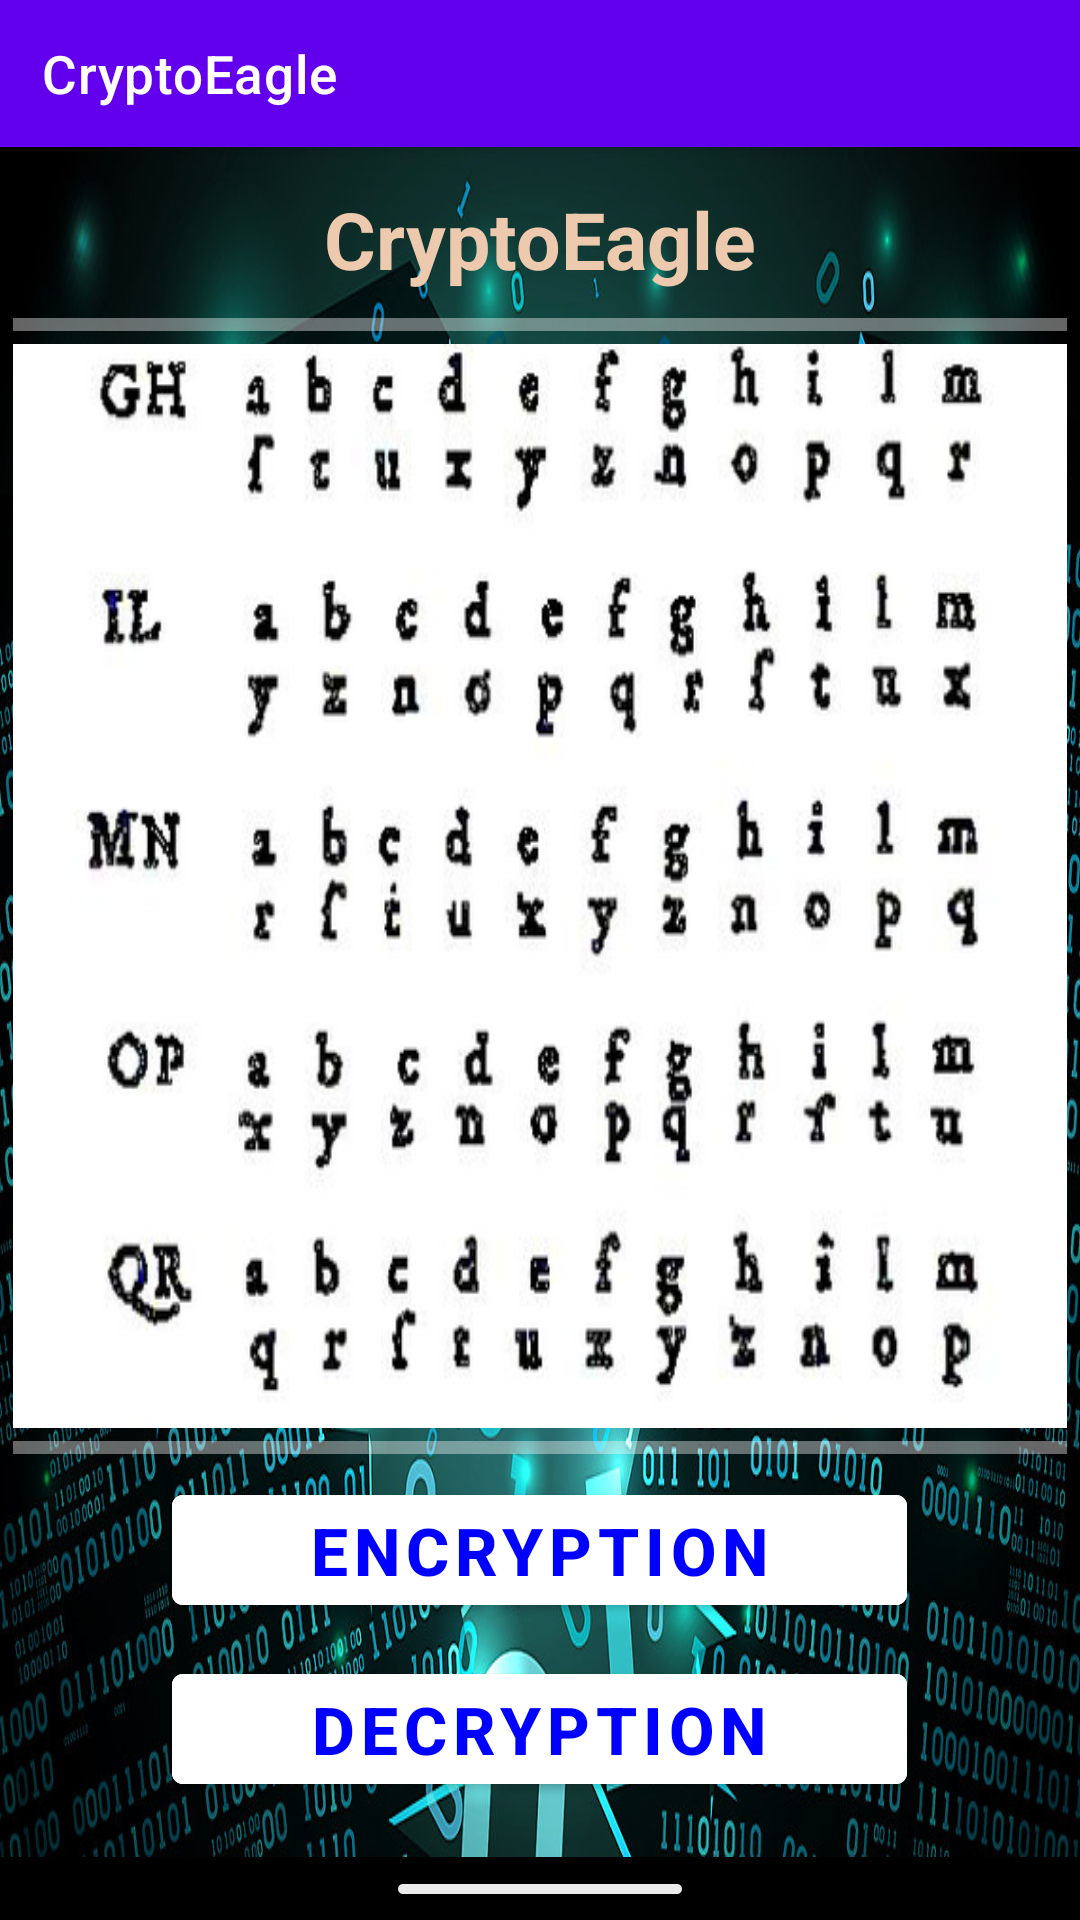 CryptoEagle
CryptoEagle
GH a b c d e f g h i l m
ſ t u x y z n o p q r
IL a b c d e f g h i l m
y z n o p q r ſ t u x
MN a b c d e f g h i l m
r ſ t u x y z n o p q
OP a b c d e f g h i l m
x y z n o p q r ſ t u
QR a b c d e f g h i l m
q r ſ t u x y z n o p
ENCRYPTION
DECRYPTION